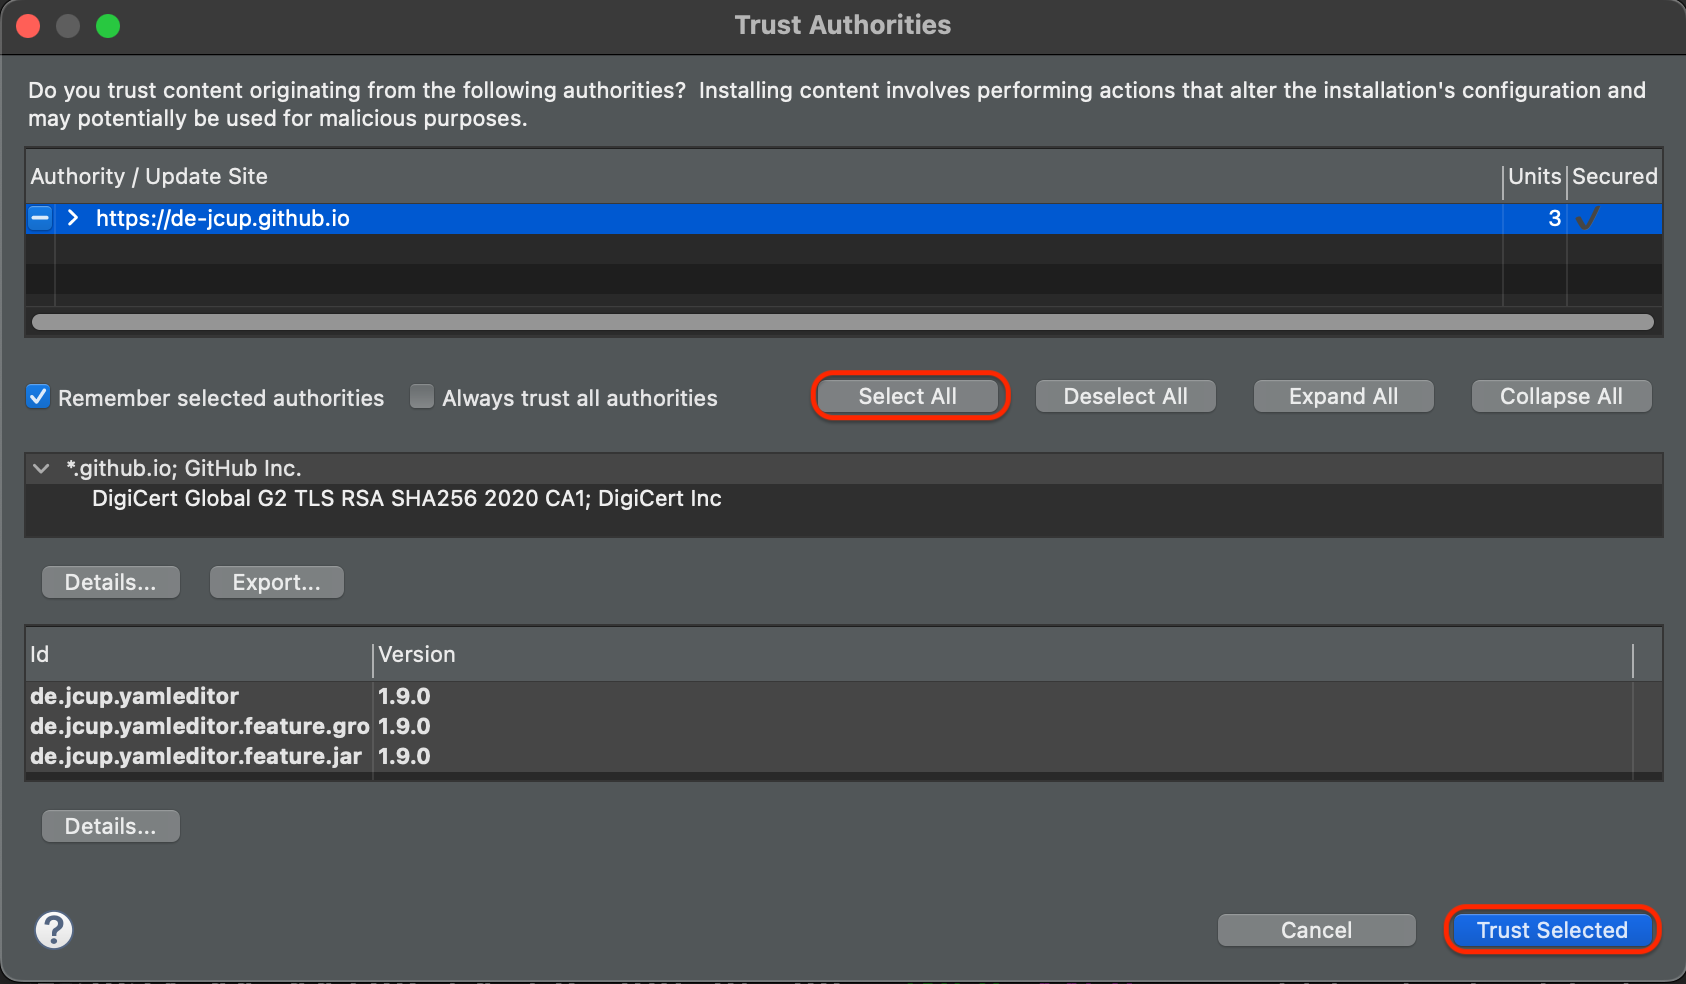 Trust Authorities
Do you trust content originating from the following authorities?  Installing content involves performing actions that alter the installation's configuration and
may potentially be used for malicious purposes.
Authority / Update Site Units Secured
https://de-jcup.github.io 3
Remember selected authorities Always trust all authorities Select All Deselect All Expand All Collapse All
*.github.io; GitHub Inc.
DigiCert Global G2 TLS RSA SHA256 2020 CA1; DigiCert Inc
Details... Export...
Id Version
de.jcup.yamleditor 1.9.0
de.jcup.yamleditor.feature.gro 1.9.0
de.jcup.yamleditor.feature.jar 1.9.0
Details...
? Cancel Trust Selected